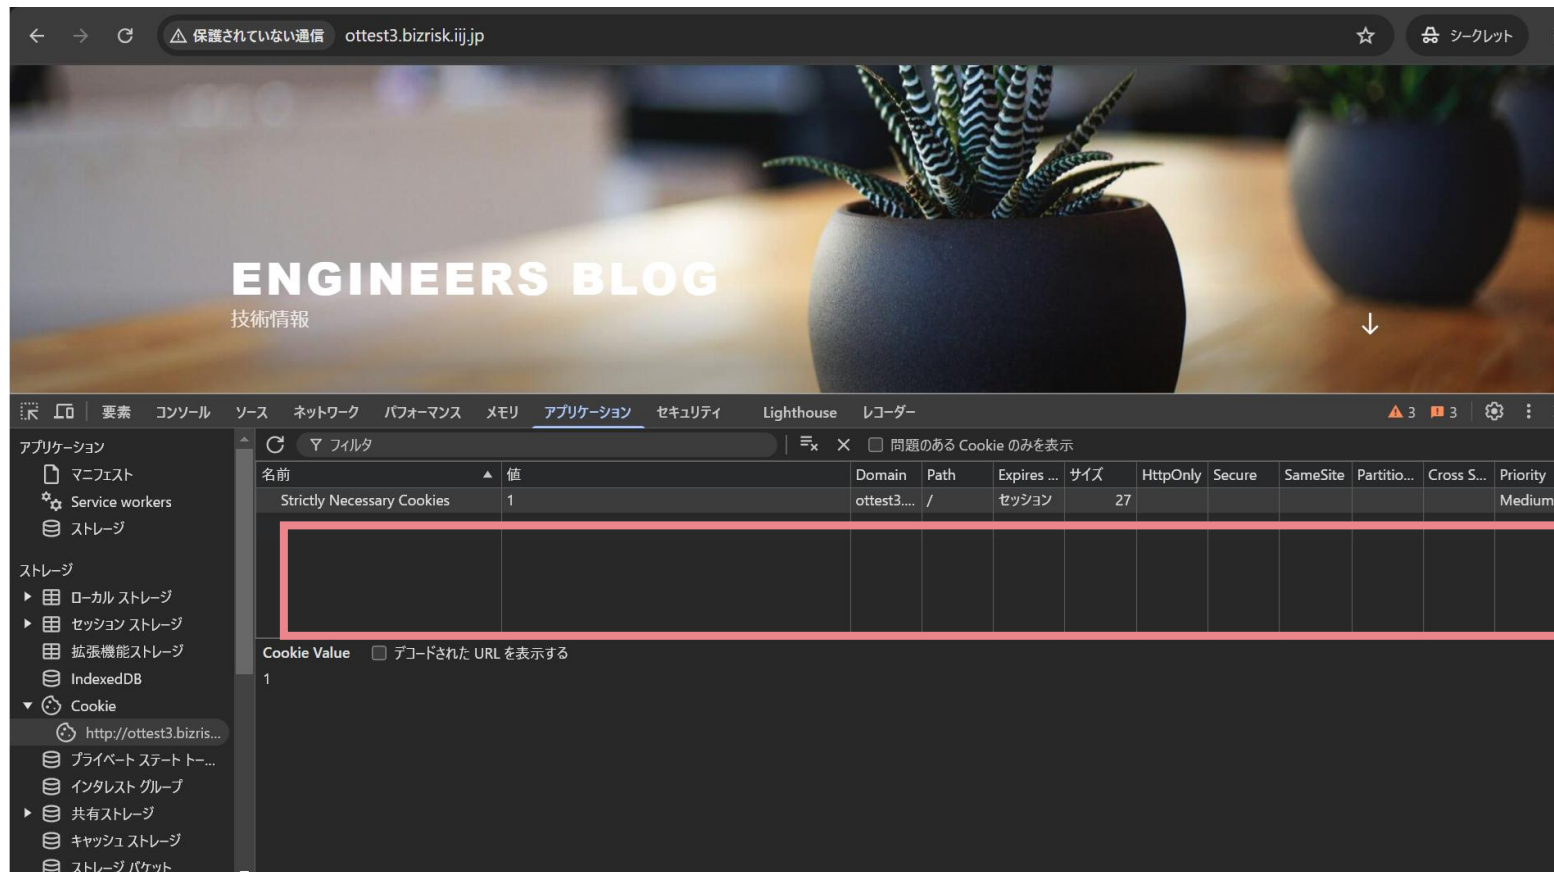 保護されていない通信 ottest3.bizrisk.iij.jp シークレット
ENGINEERS BLOG
技術情報
要素 コンソール ソース ネットワーク パフォーマンス メモリ アプリケーション セキュリティ Lighthouse レコーダー 3 3
アプリケーション
マニフェスト
Service workers
ストレージ
ストレージ
ローカル ストレージ
セッション ストレージ
拡張機能ストレージ
IndexedDB
Cookie
http://ottest3.bizris...
プライベート ステート トー...
インタレスト グループ
共有ストレージ
キャッシュ ストレージ
ストレージ バケット
フィルタ 問題のある Cookie のみを表示
名前 値 Domain Path Expires ... サイズ HttpOnly Secure SameSite Partitio... Cross S... Priority
Strictly Necessary Cookies 1 ottest3.... / セッション 27 Medium
Cookie Value デコードされた URL を表示する
1